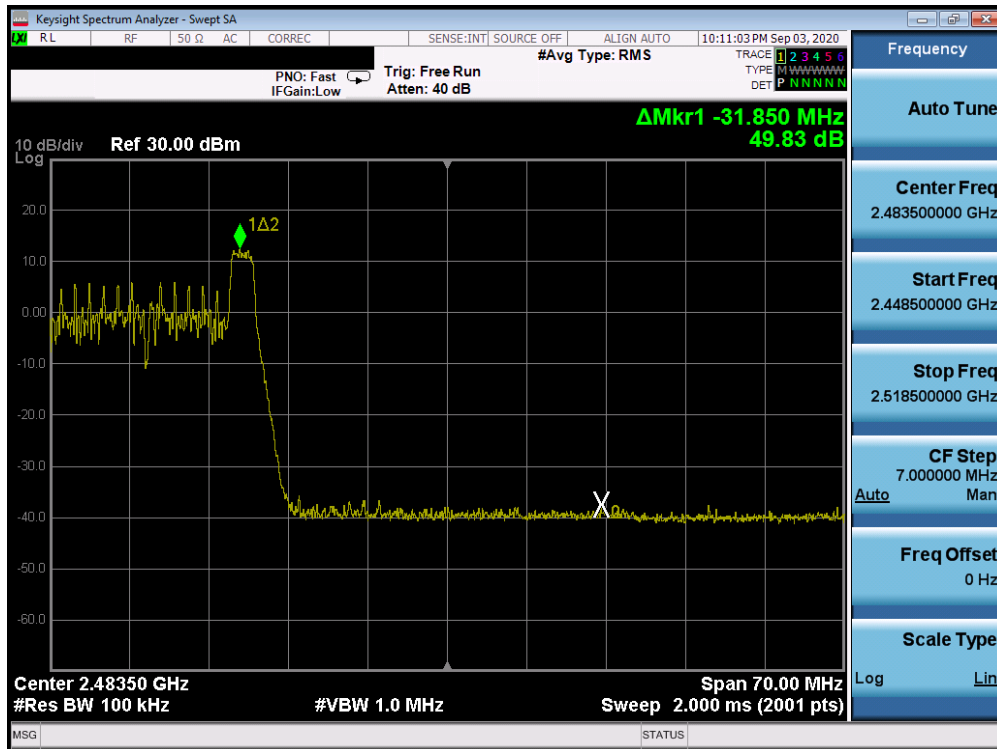 Keysight Spectrum Analyzer - Swept SA
LXI RL RF 50 Ω AC CORREC SENSE:INT SOURCE OFF ALIGN AUTO 10:11:03 PM Sep 03, 2020
PNO: Fast Trig: Free Run #Avg Type: RMS TRACE 1 2 3 4 5 6
IFGain:Low Atten: 40 dB TYPE M WWWWW
DET P N N N N N
ΔMkr1 -31.850 MHz
49.83 dB
10 dB/div Ref 30.00 dBm
Log
1Δ2
20.0
10.0
0.00
-10.0
-20.0
-30.0
-40.0
-50.0
-60.0
X
Center 2.48350 GHz Span 70.00 MHz
#Res BW 100 kHz #VBW 1.0 MHz Sweep 2.000 ms (2001 pts)
MSG STATUS
Frequency
Auto Tune
Center Freq
2.483500000 GHz
Start Freq
2.448500000 GHz
Stop Freq
2.518500000 GHz
CF Step
7.000000 MHz
Auto Man
Freq Offset
0 Hz
Scale Type
Log Lin